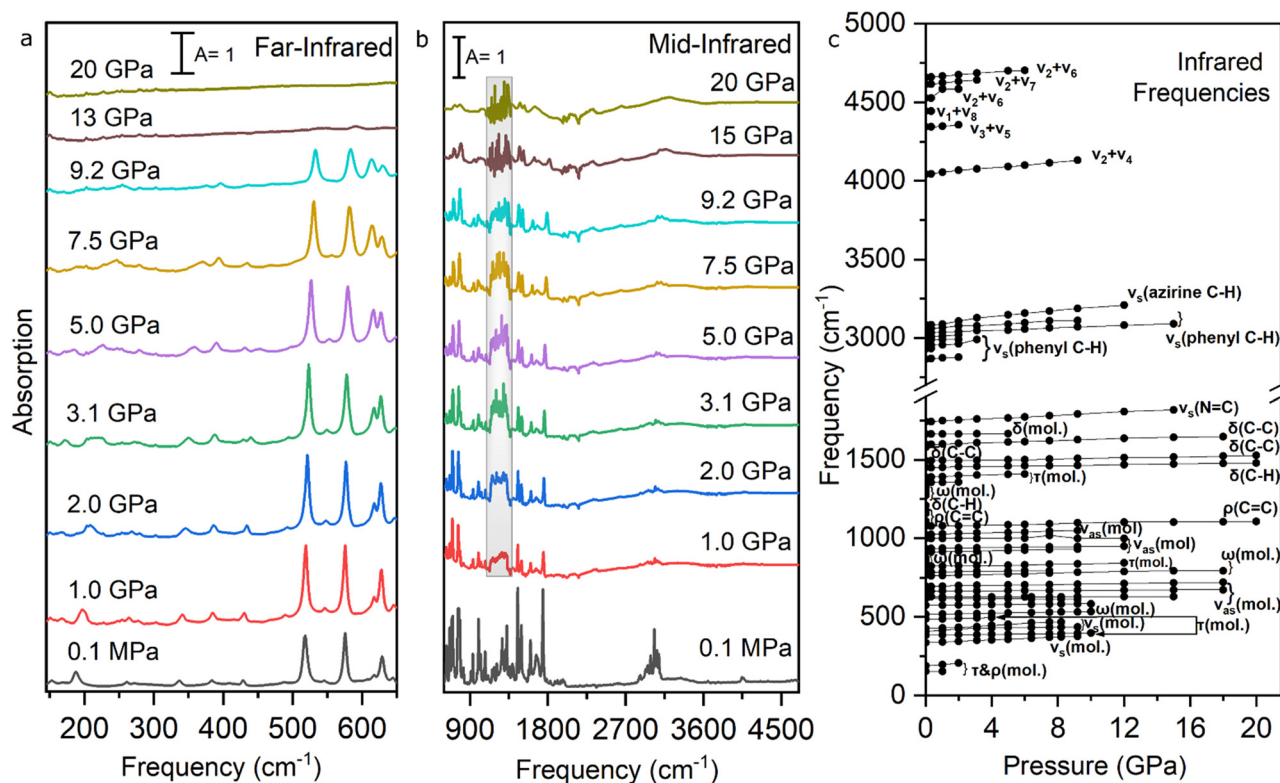 a
A= 1
Far-Infrared
20 GPa
13 GPa
9.2 GPa
7.5 GPa
5.0 GPa
3.1 GPa
2.0 GPa
1.0 GPa
0.1 MPa
Absorption
200 300 400 500 600
Frequency (cm⁻¹)
b
A= 1
Mid-Infrared
20 GPa
15 GPa
9.2 GPa
7.5 GPa
5.0 GPa
3.1 GPa
2.0 GPa
1.0 GPa
0.1 MPa
900 1800 2700 3600 4500
Frequency (cm⁻¹)
c
Infrared
Frequencies
5000
4500
4000
3500
3000
1500
1000
500
0
Frequency (cm⁻¹)
ν₂+ν₆
ν₂+ν₇
ν₂+ν₆
ν₁+ν₈
ν₃+ν₅
ν₂+ν₄
νₛ(azirine C-H)
}
νₛ(phenyl C-H)
}νₛ(phenyl C-H)
νₛ(N=C)
δ(mol.)
δ(C-C)
δ(C-C)
δ(C-C)
}τ(mol.)
δ(C-H)
}ω(mol.)
}δ(C-H)
}ρ(C=C)
ρ(C=C)
νₐₛ(mol)
}νₐₛ(mol)
}ω(mol.)
τ(mol.)
}ω(mol.)
}
νₐₛ(mol.)
ω(mol.)
}νₛ(mol.)
τ(mol.)
νₛ(mol.)
}τ&ρ(mol.)
0 4 8 12 16 20
Pressure (GPa)